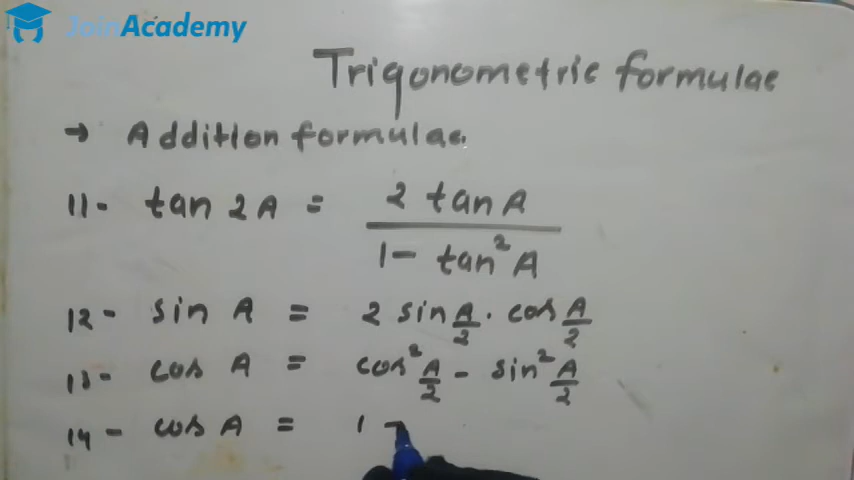 JoinAcademy
Trigonometric formulae
→ Addition formulae.
11- tan 2A = 2 tan A / 1 - tan² A
12- sin A = 2 sin A/2 . cos A/2
13- cos A = cos² A/2 - sin² A/2
14- cos A = 1 -